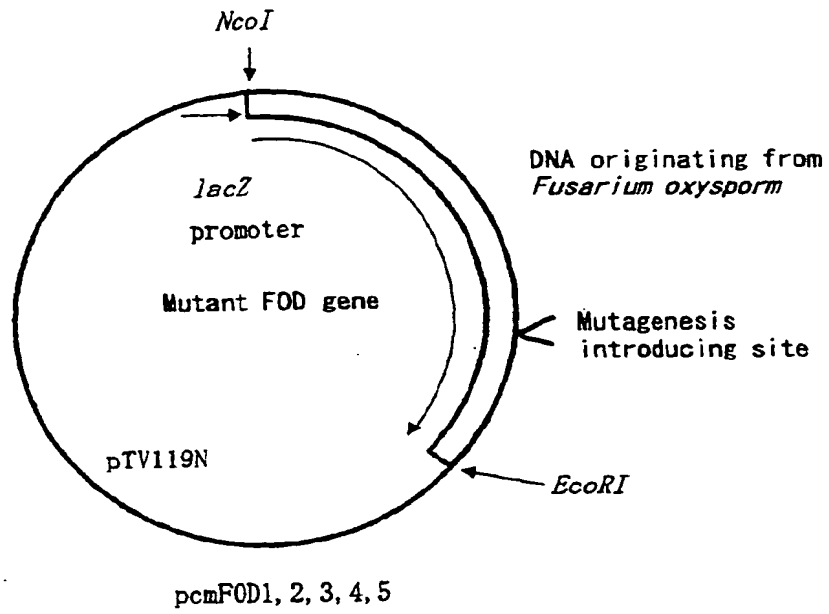 NcoI
DNA originating from
Fusarium oxysporm
lacZ
promoter
Mutant FOD gene
Mutagenesis
introducing site
pTV119N
EcoRI
pcmFOD1, 2, 3, 4, 5